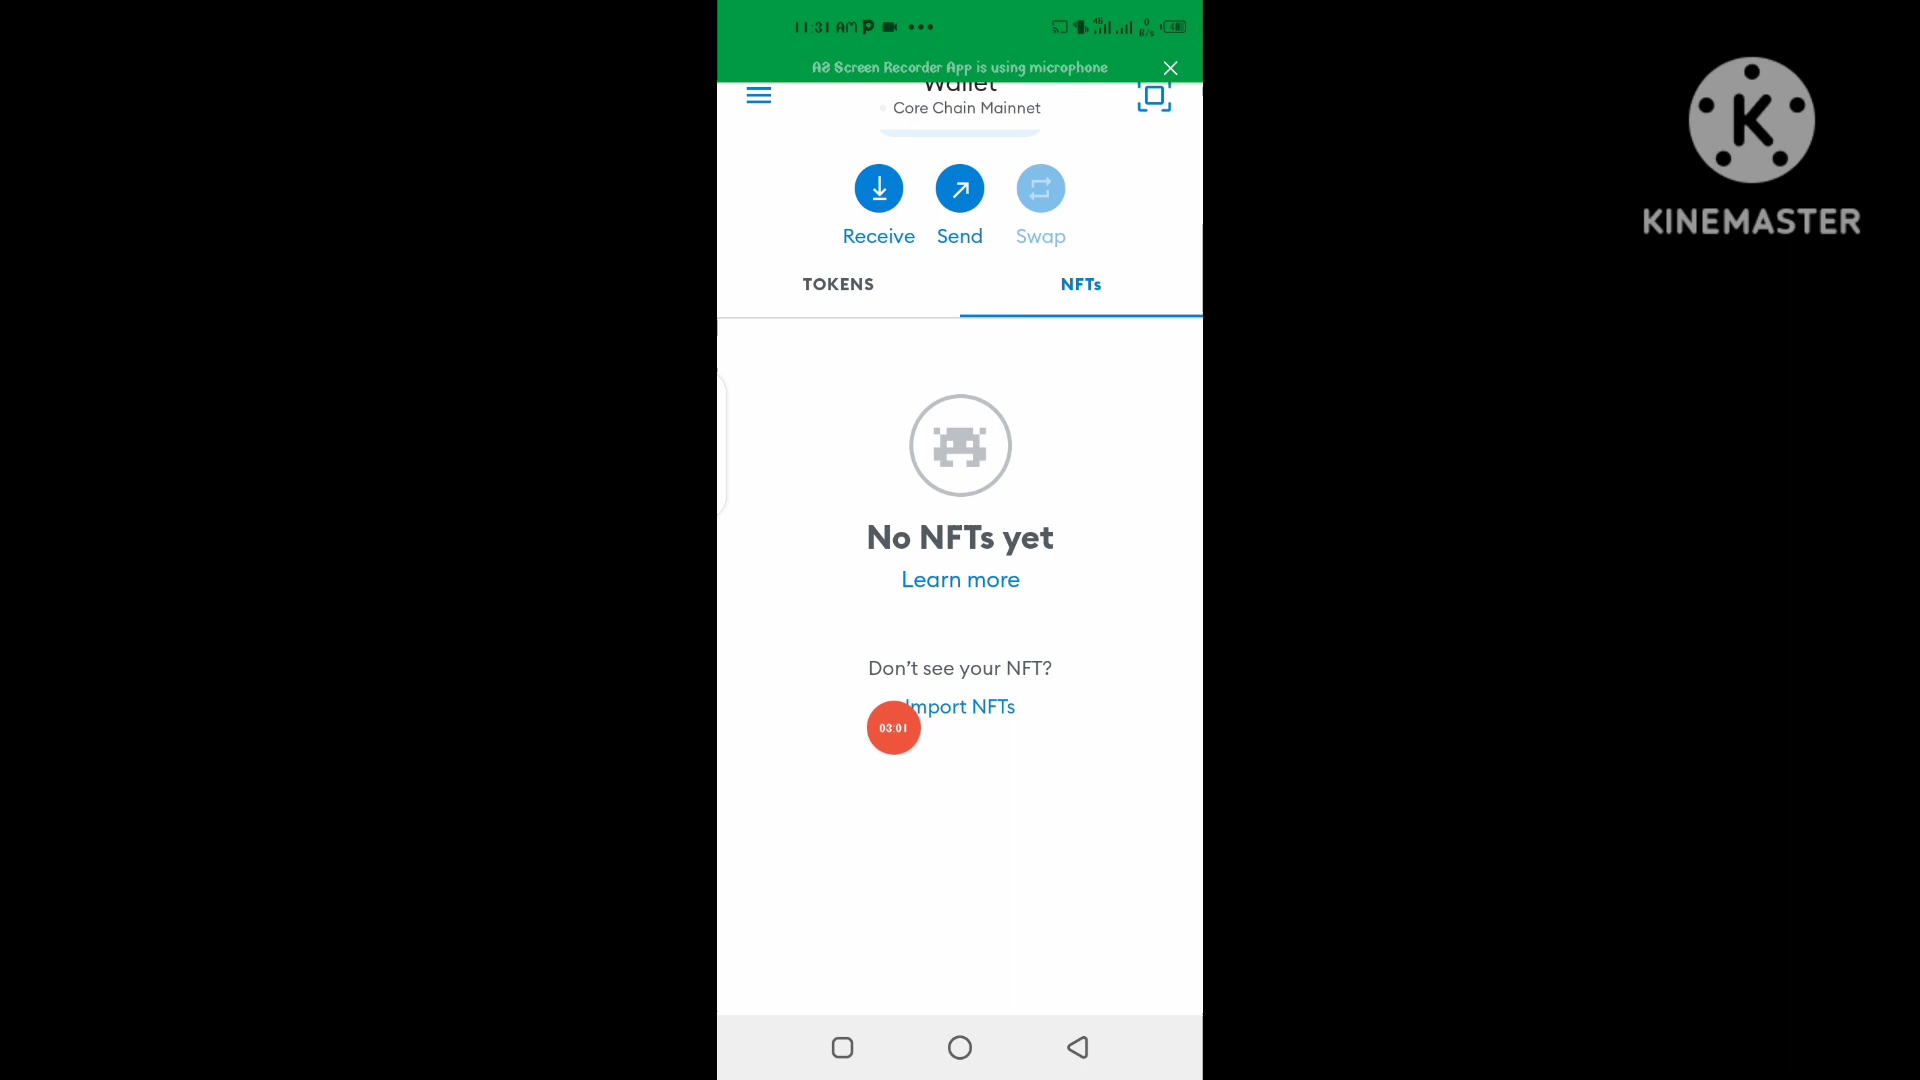 11:31 AM
A2 Screen Recorder App is using microphone
Wallet
Core Chain Mainnet
Receive Send Swap
TOKENS NFTs
No NFTs yet
Learn more
Don't see your NFT?
Import NFTs
03:01
K
KINEMASTER